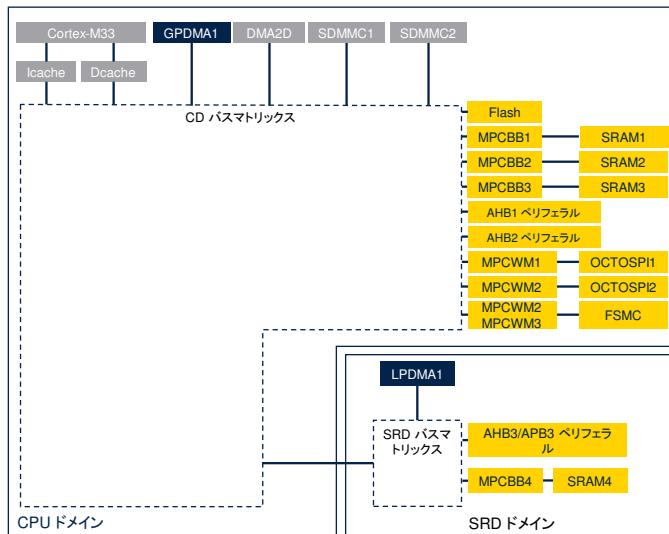 Cortex-M33
GPDMA1
DMA2D
SDMMC1
SDMMC2
Icache
Dcache
CD バスマトリックス
Flash
MPCBB1
SRAM1
MPCBB2
SRAM2
MPCBB3
SRAM3
AHB1 ペリフェラル
AHB2 ペリフェラル
MPCWM1
OCTOSPI1
MPCWM2
OCTOSPI2
MPCWM2
MPCWM3
FSMC
LPDMA1
SRD バスマ
トリックス
AHB3/APB3 ペリフェラ
ル
MPCBB4
SRAM4
CPU ドメイン
SRD ドメイン